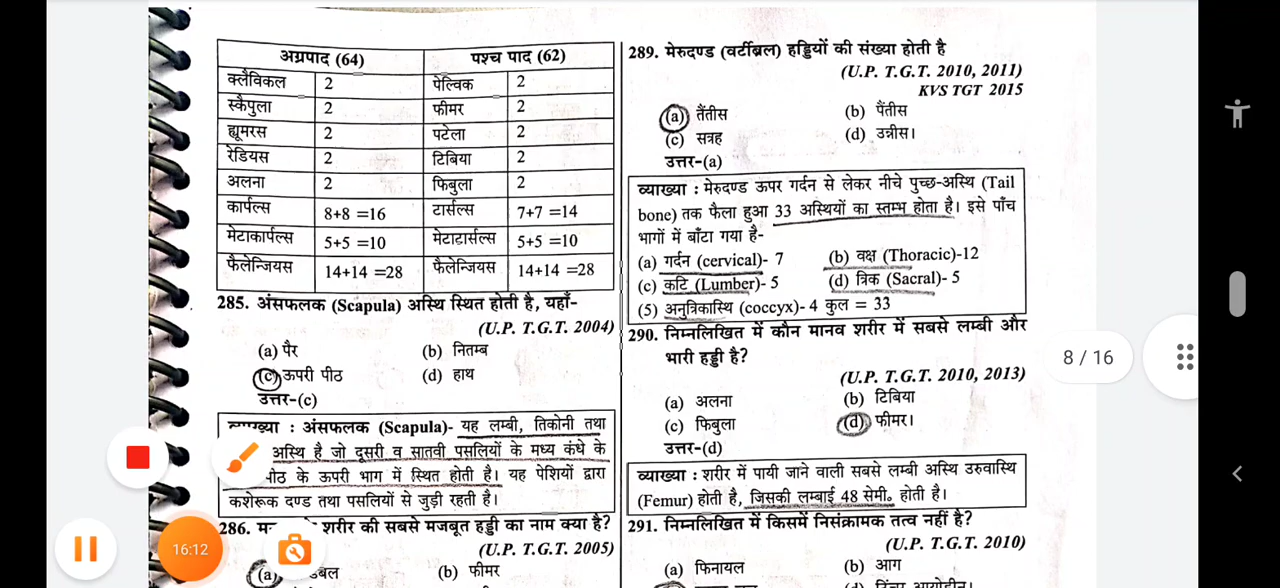 अग्रपाद (64) पश्च पाद (62)
क्लैविकल 2 पेल्विक 2
स्कैपुला 2 फीमर 2
ह्यूमरस 2 पटेला 2
रेडियस 2 टिबिया 2
अलना 2 फिबुला 2
कार्पल्स 8+8 =16 टार्सल्स 7+7 =14
मेटाकार्पल्स 5+5 =10 मेटाटार्सल्स 5+5 =10
फैलेन्जियस 14+14 =28 फैलेन्जियस 14+14 =28
285. अंसफलक (Scapula) अस्थि स्थित होती है, यहाँ-
(U.P. T.G.T. 2004)
(a) पैर (b) नितम्ब
(c) ऊपरी पीठ (d) हाथ
उत्तर-(c)
: अंसफलक (Scapula)- यह लम्बी, तिकोनी तथा
अस्थि है जो दूसरी व सातवी पसलियों के मध्य कंधे के
पीठ के ऊपरी भाग में स्थित होती है। यह पेशियों द्वारा
कशेरूक दण्ड तथा पसलियों से जुड़ी रहती है।
286. शरीर की सबसे मजबूत हड्डी का नाम क्या है?
(U.P. T.G.T. 2005)
(a) (b) फीमर
289. मेरुदण्ड (वर्टीब्रल) हड्डियों की संख्या होती है
(U.P. T.G.T. 2010, 2011)
KVS TGT 2015
(a) तैंतीस (b) पैंतीस
(c) सत्रह (d) उन्नीस।
उत्तर-(a)
व्याख्या : मेरुदण्ड ऊपर गर्दन से लेकर नीचे पुच्छ-अस्थि (Tail
bone) तक फैला हुआ 33 अस्थियों का स्तम्भ होता है। इसे पाँच
भागों में बाँटा गया है-
(a) गर्दन (cervical)- 7 (b) वक्ष (Thoracic)-12
(c) कटि (Lumber)- 5 (d) त्रिक (Sacral)- 5
(5) अनुत्रिकास्थि (coccyx)- 4 कुल = 33
290. निम्नलिखित में कौन मानव शरीर में सबसे लम्बी और
भारी हड्डी है?
(U.P. T.G.T. 2010, 2013)
(a) अलना (b) टिबिया
(c) फिबुला (d) फीमर।
उत्तर-(d)
व्याख्या : शरीर में पायी जाने वाली सबसे लम्बी अस्थि उरुवास्थि
(Femur) होती है, जिसकी लम्बाई 48 सेमी. होती है।
291. निम्नलिखित में किसमें निसंक्रामक तत्व नहीं है?
(U.P. T.G.T. 2010)
(a) फिनायल (b) आग
8 / 16
16:12